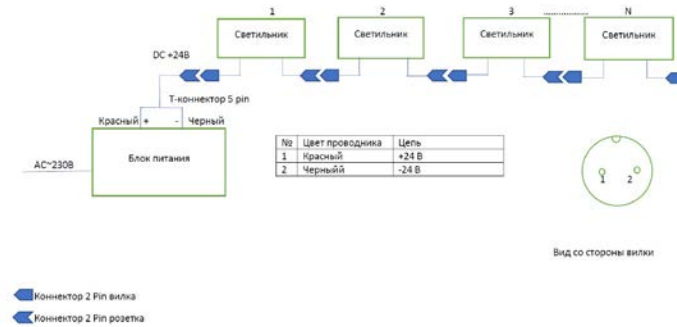 1 2 3 N
Светильник Светильник Светильник Светильник
DC +24В
Т-коннектор 5 pin
Красный + - Черный
Блок питания
AC~230В
№ Цвет проводника Цепь
1 Красный +24 В
2 Черныйй -24 В
1 2
Вид со стороны вилки
Коннектор 2 Pin вилка
Коннектор 2 Pin розетка